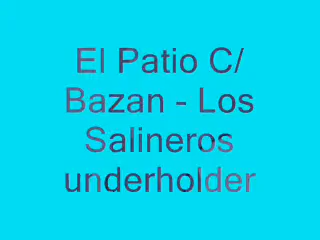 El Patio C/
Bazan - Los
Salineros
underholder